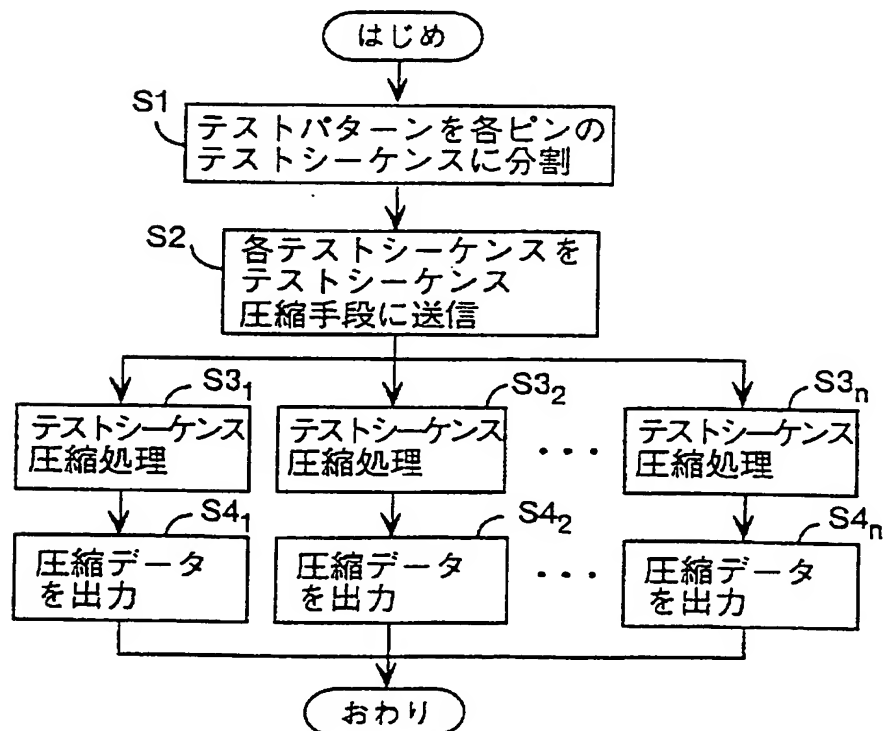 はじめ
S1
テストパターンを各ピンの
テストシーケンスに分割
S2
各テストシーケンスを
テストシーケンス
圧縮手段に送信
S3₁
テストシーケンス
圧縮処理
S3₂
テストシーケンス
圧縮処理
...
S3ₙ
テストシーケンス
圧縮処理
S4₁
圧縮データ
を出力
S4₂
圧縮データ
を出力
...
S4ₙ
圧縮データ
を出力
おわり